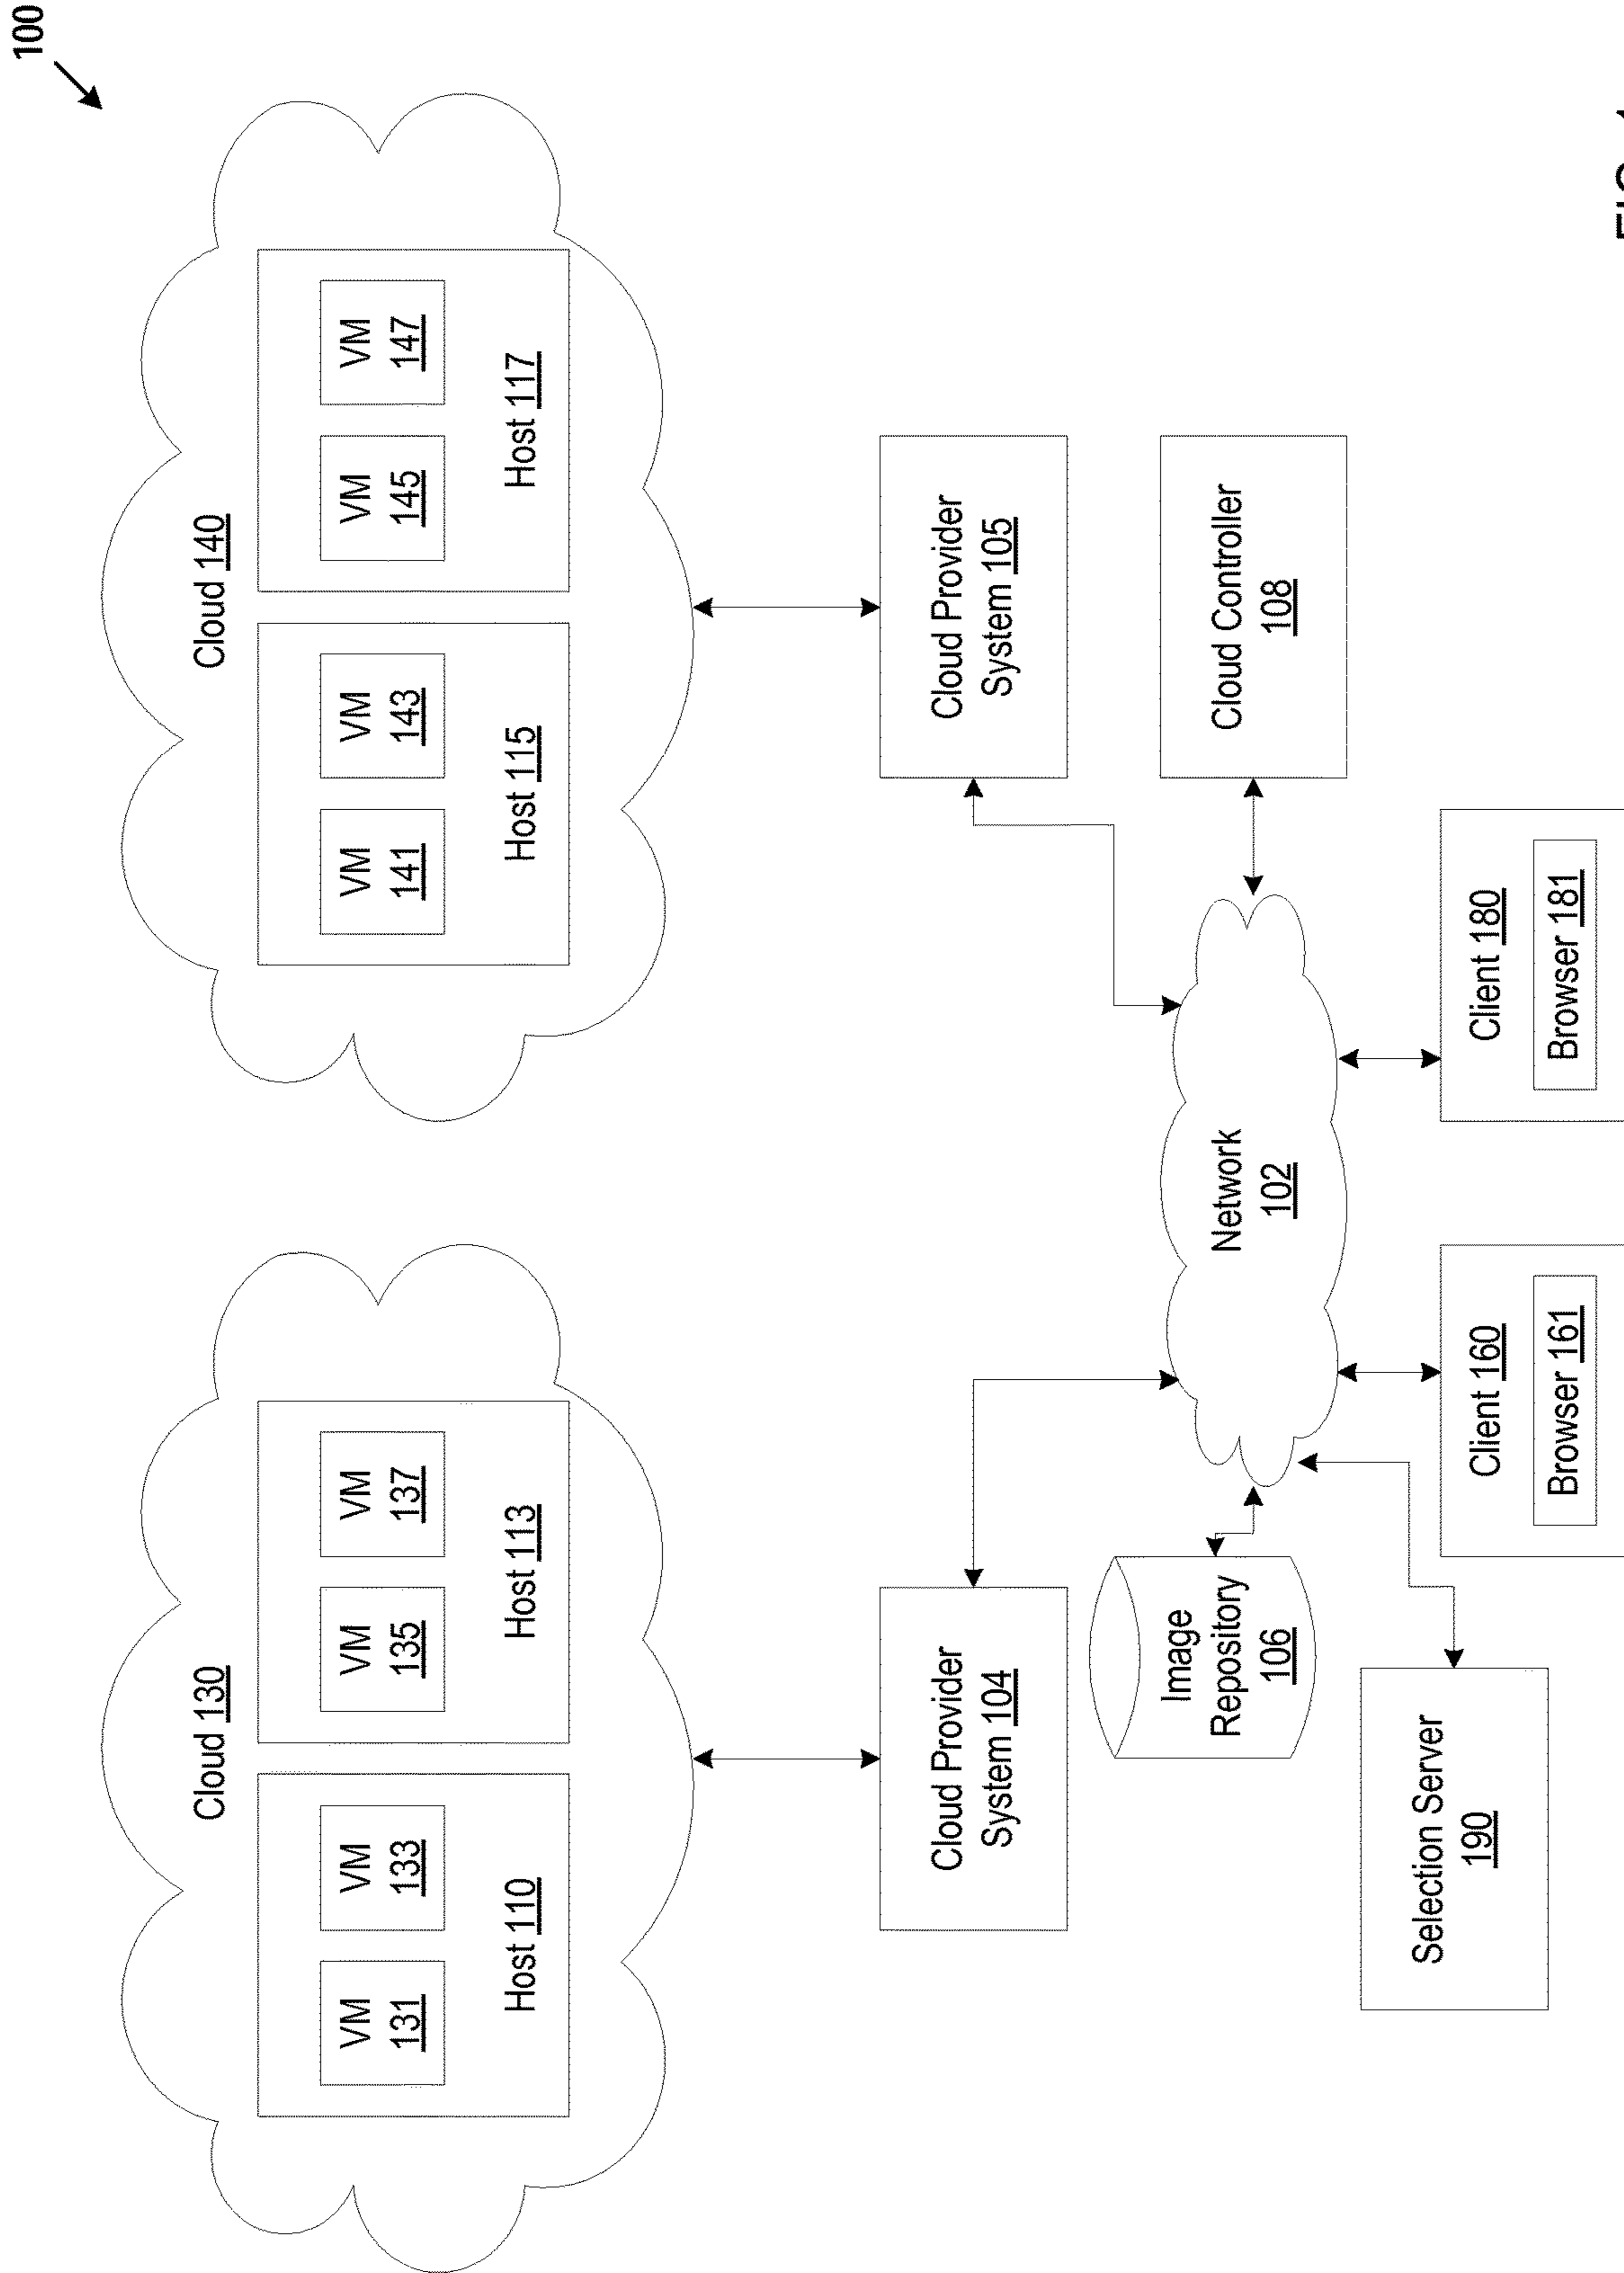 100
Cloud 130
VM
131
VM
133
Host 110
VM
135
VM
137
Host 113
Cloud 140
VM
141
VM
143
Host 115
VM
145
VM
147
Host 117
Cloud Provider
System 104
Cloud Provider
System 105
Image
Repository
106
Network
102
Cloud Controller
108
Selection Server
190
Client 160
Browser 161
Client 180
Browser 181